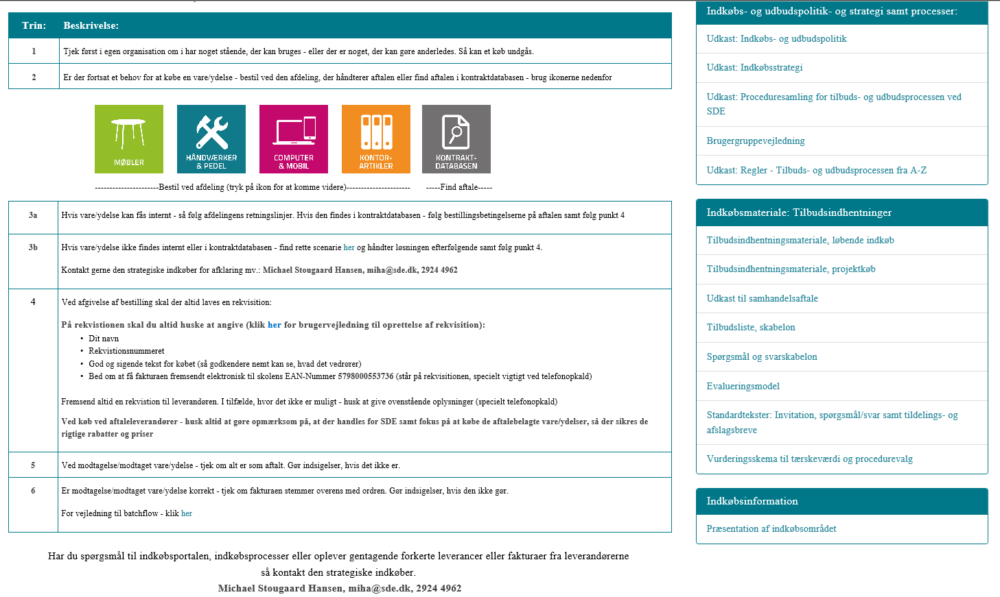 Trin: Beskrivelse:
1 Tjek først i egen organisation om i har noget stående, der kan bruges - eller der er noget, der kan gøre anderledes. Så kan et køb undgås.
2 Er der fortsat et behov for at købe en vare/ydelse - bestil ved den afdeling, der håndterer aftalen eller find aftalen i kontraktdatabasen - brug ikonerne nedenfor
MØBLER
HÅNDVÆRKER
& PEDEL
COMPUTER
& MOBIL
KONTOR-
ARTIKLER
KONTRAKT-
DATABASEN
----------------------Bestil ved afdeling (tryk på ikon for at komme videre)---------------------- -----Find aftale-----
3a Hvis vare/ydelse kan fås internt - så følg afdelingens retningslinjer. Hvis den findes i kontraktdatabasen - følg bestillingsbetingelserne på aftalen samt følg punkt 4
3b Hvis vare/ydelse ikke findes internt eller i kontraktdatabasen - find rette scenarie her og håndter løsningen efterfølgende samt følg punkt 4.
Kontakt gerne den strategiske indkøber for afklaring mv.: Michael Stougaard Hansen, miha@sde.dk, 2924 4962
4 Ved afgivelse af bestilling skal der altid laves en rekvisition:
På rekvistionen skal du altid huske at angive (klik her for brugervejledning til oprettelse af rekvisition):
• Dit navn
• Rekvistionsnummeret
• God og sigende tekst for købet (så godkendere nemt kan se, hvad det vedrører)
• Bed om at få fakturaen fremsendt elektronisk til skolens EAN-Nummer 5798000553736 (står på rekvisitionen, specielt vigtigt ved telefonopkald)
Fremsend altid en rekvistion til leverandøren. I tilfælde, hvor det ikke er muligt - husk at give ovenstående oplysninger (specielt telefonopkald)
Ved køb ved aftaleleverandører - husk altid at gøre opmærksom på, at der handles for SDE samt fokus på at købe de aftalebelagte vare/ydelser, så der sikres de
rigtige rabatter og priser
5 Ved modtagelse/modtaget vare/ydelse - tjek om alt er som aftalt. Gør indsigelser, hvis det ikke er.
6 Er modtagelse/modtaget vare/ydelse korrekt - tjek om fakturaen stemmer overens med ordren. Gør indsigelser, hvis den ikke gør.
For vejledning til batchflow - klik her
Har du spørgsmål til indkøbsportalen, indkøbsprocesser eller oplever gentagende forkerte leverancer eller fakturaer fra leverandørerne
så kontakt den strategiske indkøber.
Michael Stougaard Hansen, miha@sde.dk, 2924 4962
Indkøbs- og udbudspolitik- og strategi samt processer:
Udkast: Indkøbs- og udbudspolitik
Udkast: Indkøbsstrategi
Udkast: Proceduresamling for tilbuds- og udbudsprocessen ved
SDE
Brugergruppevejledning
Udkast: Regler - Tilbuds- og udbudsprocessen fra A-Z
Indkøbsmateriale: Tilbudsindhentninger
Tilbudsindhentningsmateriale, løbende indkøb
Tilbudsindhentningsmateriale, projektkøb
Udkast til samhandelsaftale
Tilbudsliste, skabelon
Spørgsmål og svarskabelon
Evalueringsmodel
Standardtekster: Invitation, spørgsmål/svar samt tildelings- og
afslagsbreve
Vurderingsskema til tærskeværdi og procedurevalg
Indkøbsinformation
Præsentation af indkøbsområdet